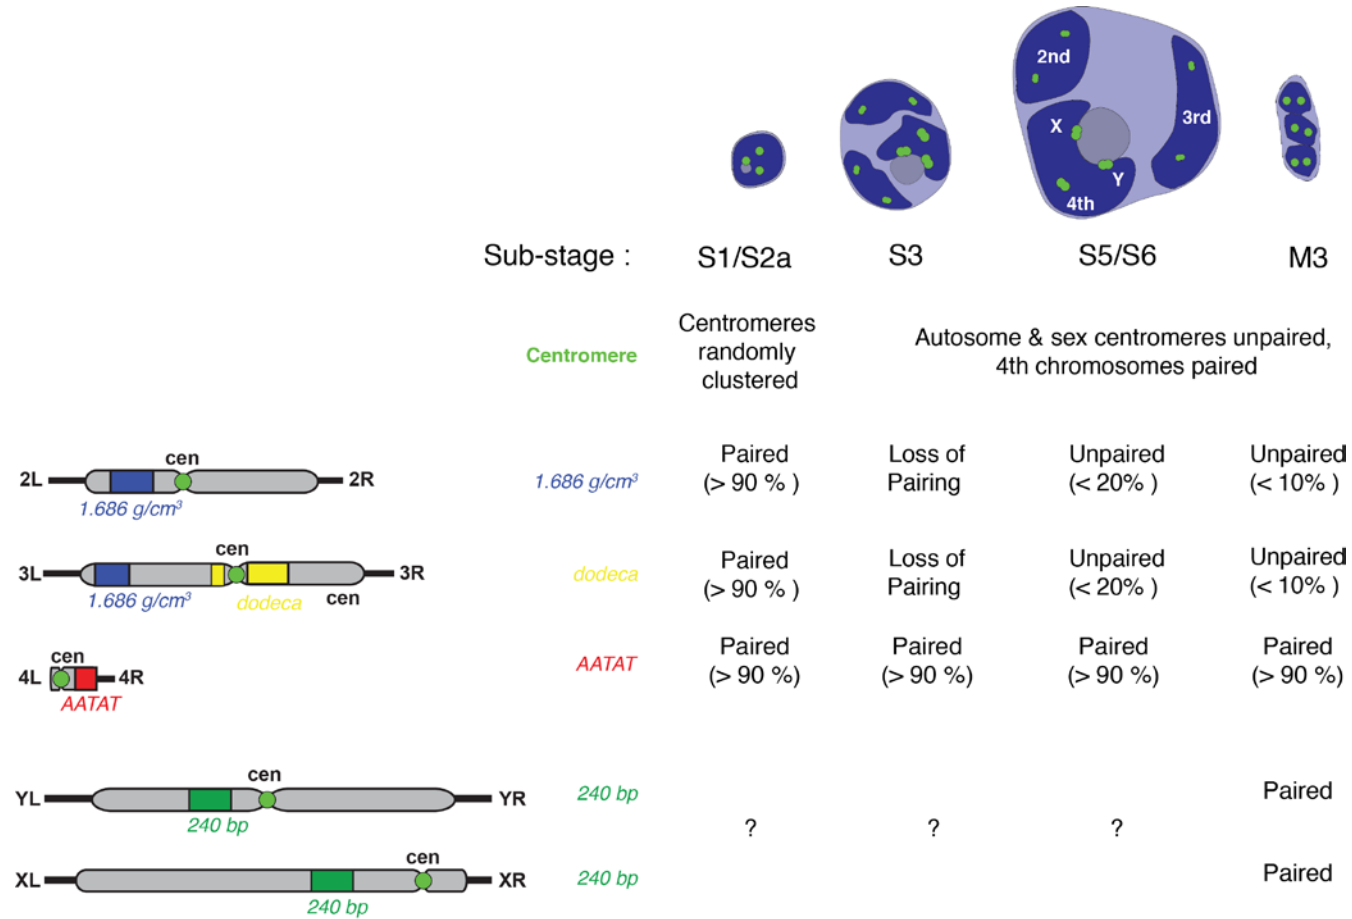 2nd
X
3rd
Y
4th
Sub-stage :
S1/S2a
S3
S5/S6
M3
Centromere
Centromeres
randomly
clustered
Autosome & sex centromeres unpaired,
4th chromosomes paired
2L
cen
2R
1.686 g/cm³
1.686 g/cm³
Paired
(> 90 % )
Loss of
Pairing
Unpaired
(< 20% )
Unpaired
(< 10% )
3L
cen
3R
1.686 g/cm³
dodeca
cen
dodeca
Paired
(> 90 % )
Loss of
Pairing
Unpaired
(< 20% )
Unpaired
(< 10% )
cen
4L
4R
AATAT
AATAT
Paired
(> 90 %)
Paired
(> 90 %)
Paired
(> 90 %)
Paired
(> 90 %)
cen
YL
YR
240 bp
240 bp
Paired
?
?
?
cen
XL
XR
240 bp
240 bp
Paired